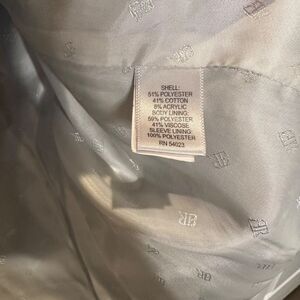 SHELL:
51% POLYESTER
41% COTTON
8% ACRYLIC
BODY LINING:
59% POLYESTER
41% VISCOSE
SLEEVE LINING:
100% POLYESTER
RN 54023